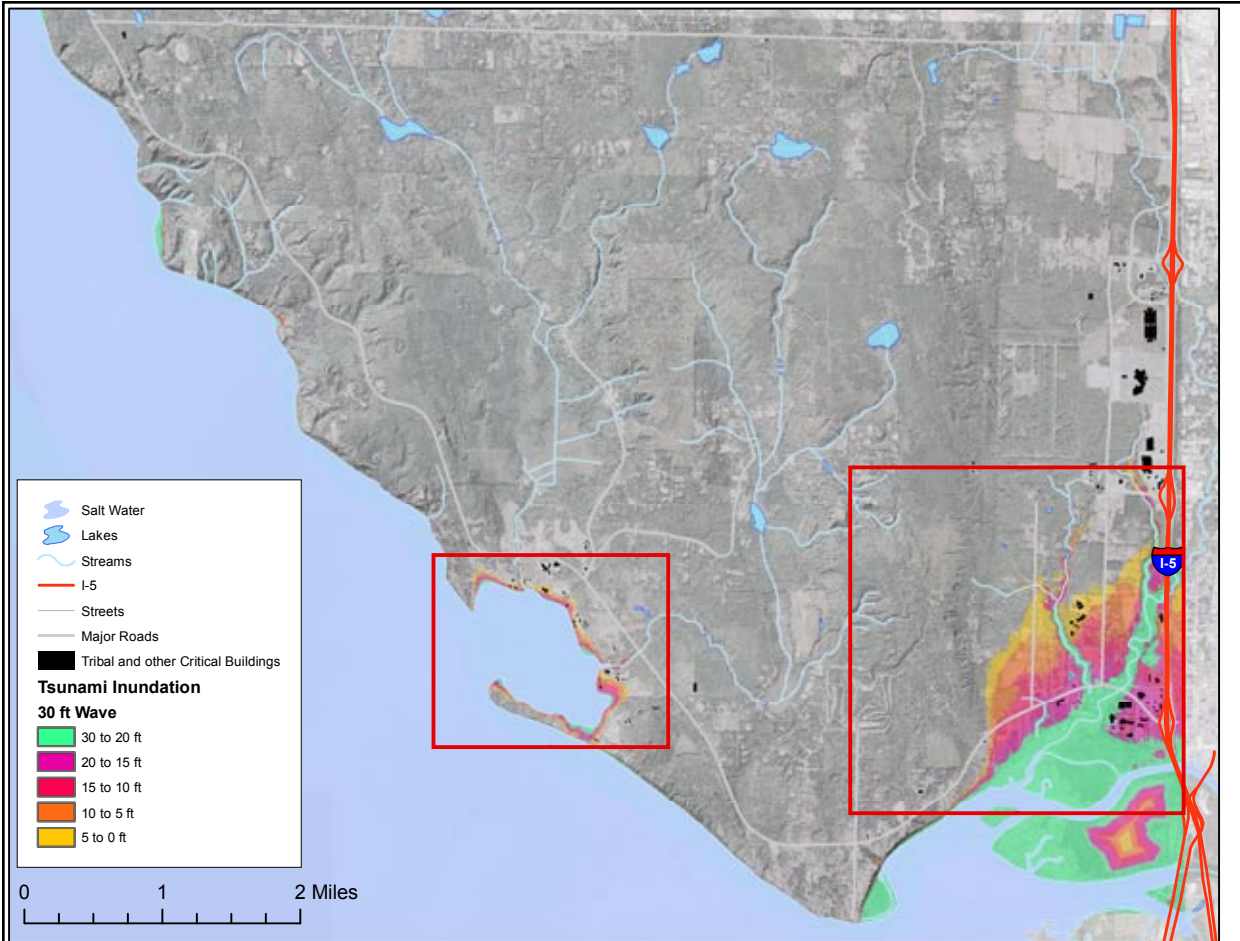 I-5
Salt Water
Lakes
Streams
I-5
Streets
Major Roads
Tribal and other Critical Buildings
Tsunami Inundation
30 ft Wave
30 to 20 ft
20 to 15 ft
15 to 10 ft
10 to 5 ft
5 to 0 ft
0 1 2 Miles